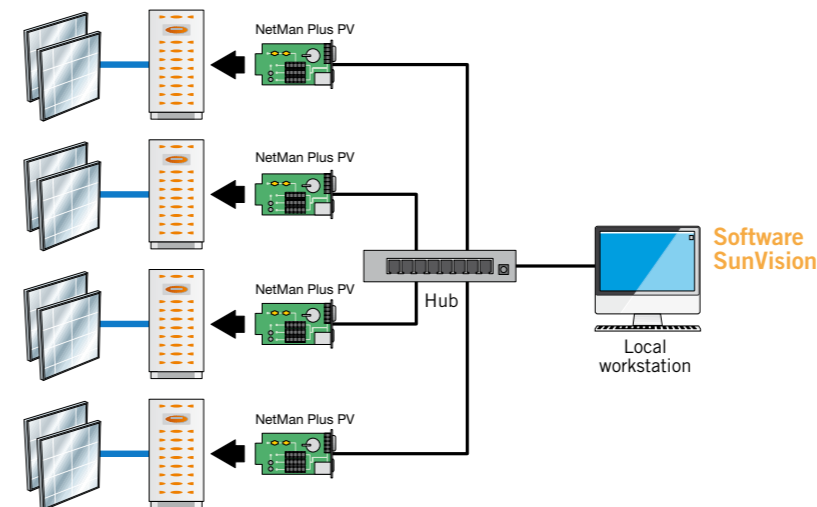 NetMan Plus PV
NetMan Plus PV
Software
SunVision
NetMan Plus PV
Hub
Local
workstation
NetMan Plus PV